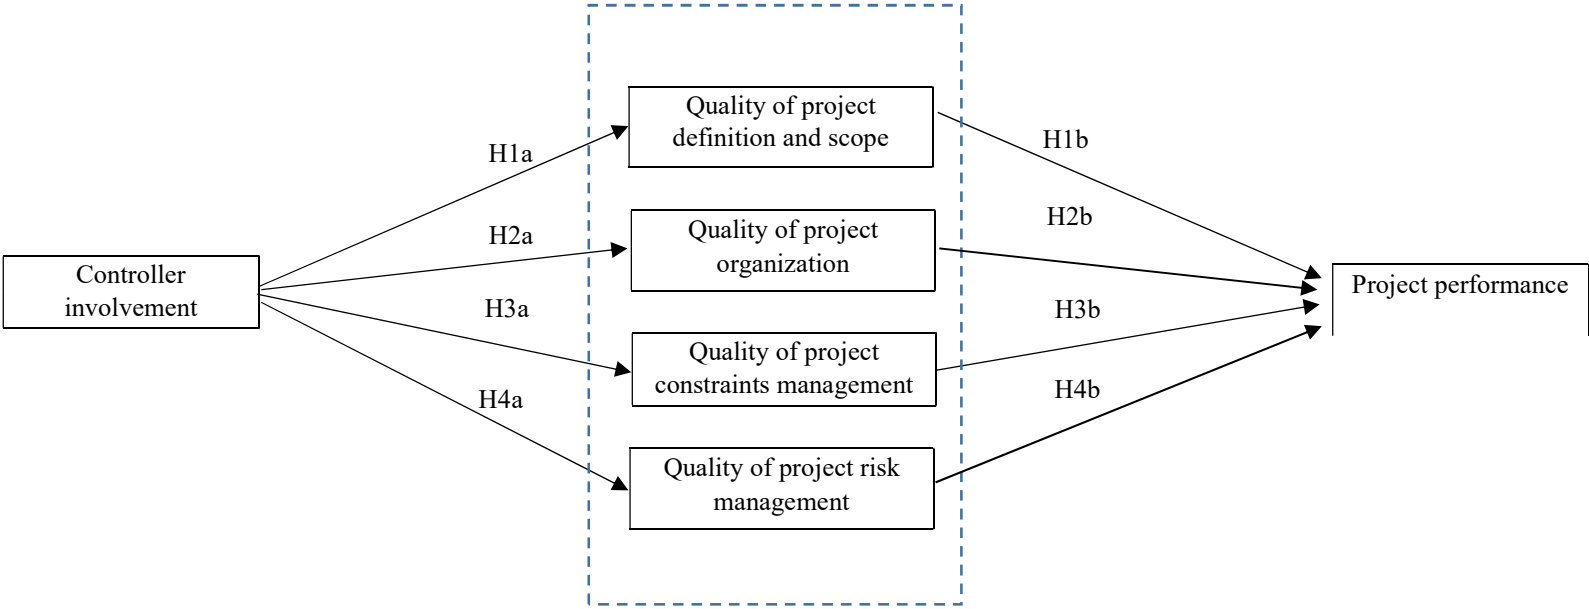 Quality of project
definition and scope
H1a
H1b
H2a
H2b
Quality of project
organization
Controller
involvement
Project performance
H3a
H3b
Quality of project
constraints management
H4a
H4b
Quality of project risk
management